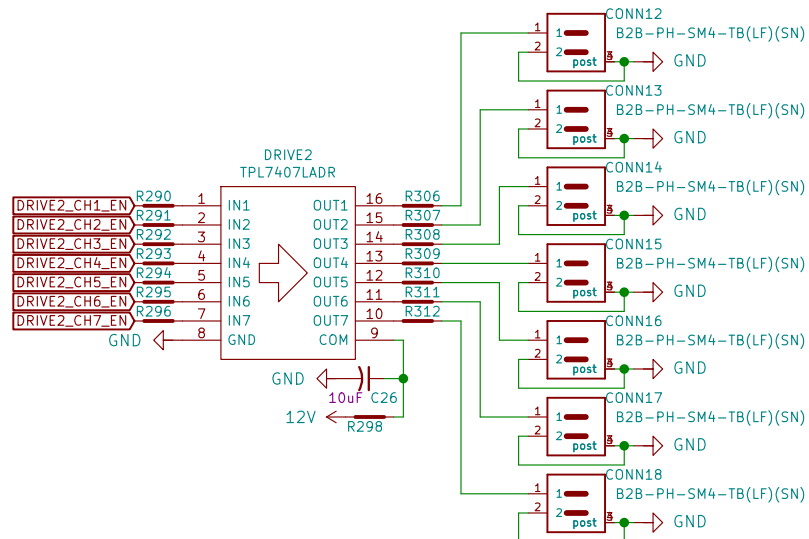 CONN12
B2B-PH-SM4-TB(LF)(SN)
1 1
2 2
post
GND
CONN13
B2B-PH-SM4-TB(LF)(SN)
1 1
2 2
post
GND
DRIVE2
TPL7407LADR
CONN14
B2B-PH-SM4-TB(LF)(SN)
1 1
2 2
post
GND
DRIVE2_CH1_EN R290 1 IN1 OUT1 16 R306
DRIVE2_CH2_EN R291 2 IN2 OUT2 15 R307
DRIVE2_CH3_EN R292 3 IN3 OUT3 14 R308
DRIVE2_CH4_EN R293 4 IN4 OUT4 13 R309
DRIVE2_CH5_EN R294 5 IN5 OUT5 12 R310
DRIVE2_CH6_EN R295 6 IN6 OUT6 11 R311
DRIVE2_CH7_EN R296 7 IN7 OUT7 10 R312
GND 8 GND COM 9
CONN15
B2B-PH-SM4-TB(LF)(SN)
1 1
2 2
post
GND
CONN16
B2B-PH-SM4-TB(LF)(SN)
1 1
2 2
post
GND
GND
10uF C26
12V
R298
CONN17
B2B-PH-SM4-TB(LF)(SN)
1 1
2 2
post
GND
CONN18
B2B-PH-SM4-TB(LF)(SN)
1 1
2 2
post
GND